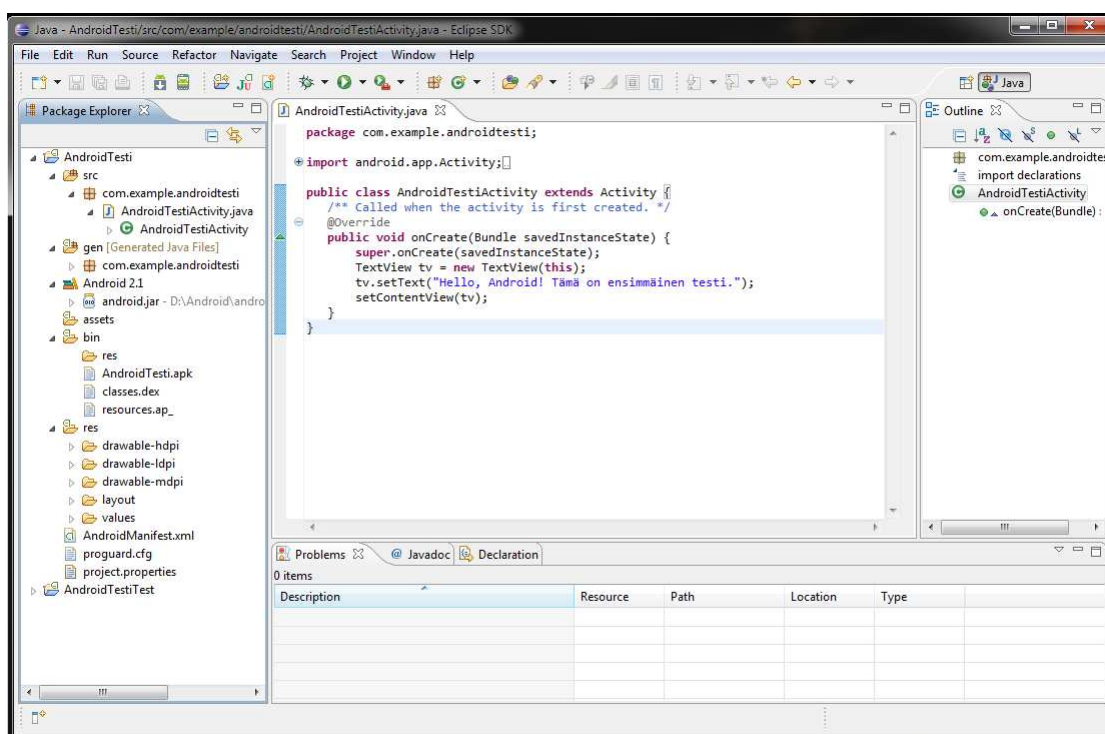 Java - AndroidTesti/src/com/example/androidtesti/AndroidTestiActivity.java - Eclipse SDK
File Edit Run Source Refactor Navigate Search Project Window Help
Java
Package Explorer
AndroidTesti
src
com.example.androidtesti
AndroidTestiActivity.java
AndroidTestiActivity
gen [Generated Java Files]
com.example.androidtesti
Android 2.1
android.jar - D:\Android\andro
assets
bin
res
AndroidTesti.apk
classes.dex
resources.ap_
res
drawable-hdpi
drawable-ldpi
drawable-mdpi
layout
values
AndroidManifest.xml
proguard.cfg
project.properties
AndroidTestiTest
AndroidTestiActivity.java
package com.example.androidtesti;
import android.app.Activity;
public class AndroidTestiActivity extends Activity {
/** Called when the activity is first created. */
@Override
public void onCreate(Bundle savedInstanceState) {
super.onCreate(savedInstanceState);
TextView tv = new TextView(this);
tv.setText("Hello, Android! Tämä on ensimmäinen testi.");
setContentView(tv);
}
}
Outline
com.example.androidtes
import declarations
AndroidTestiActivity
onCreate(Bundle) :
Problems @ Javadoc Declaration
0 items
Description Resource Path Location Type